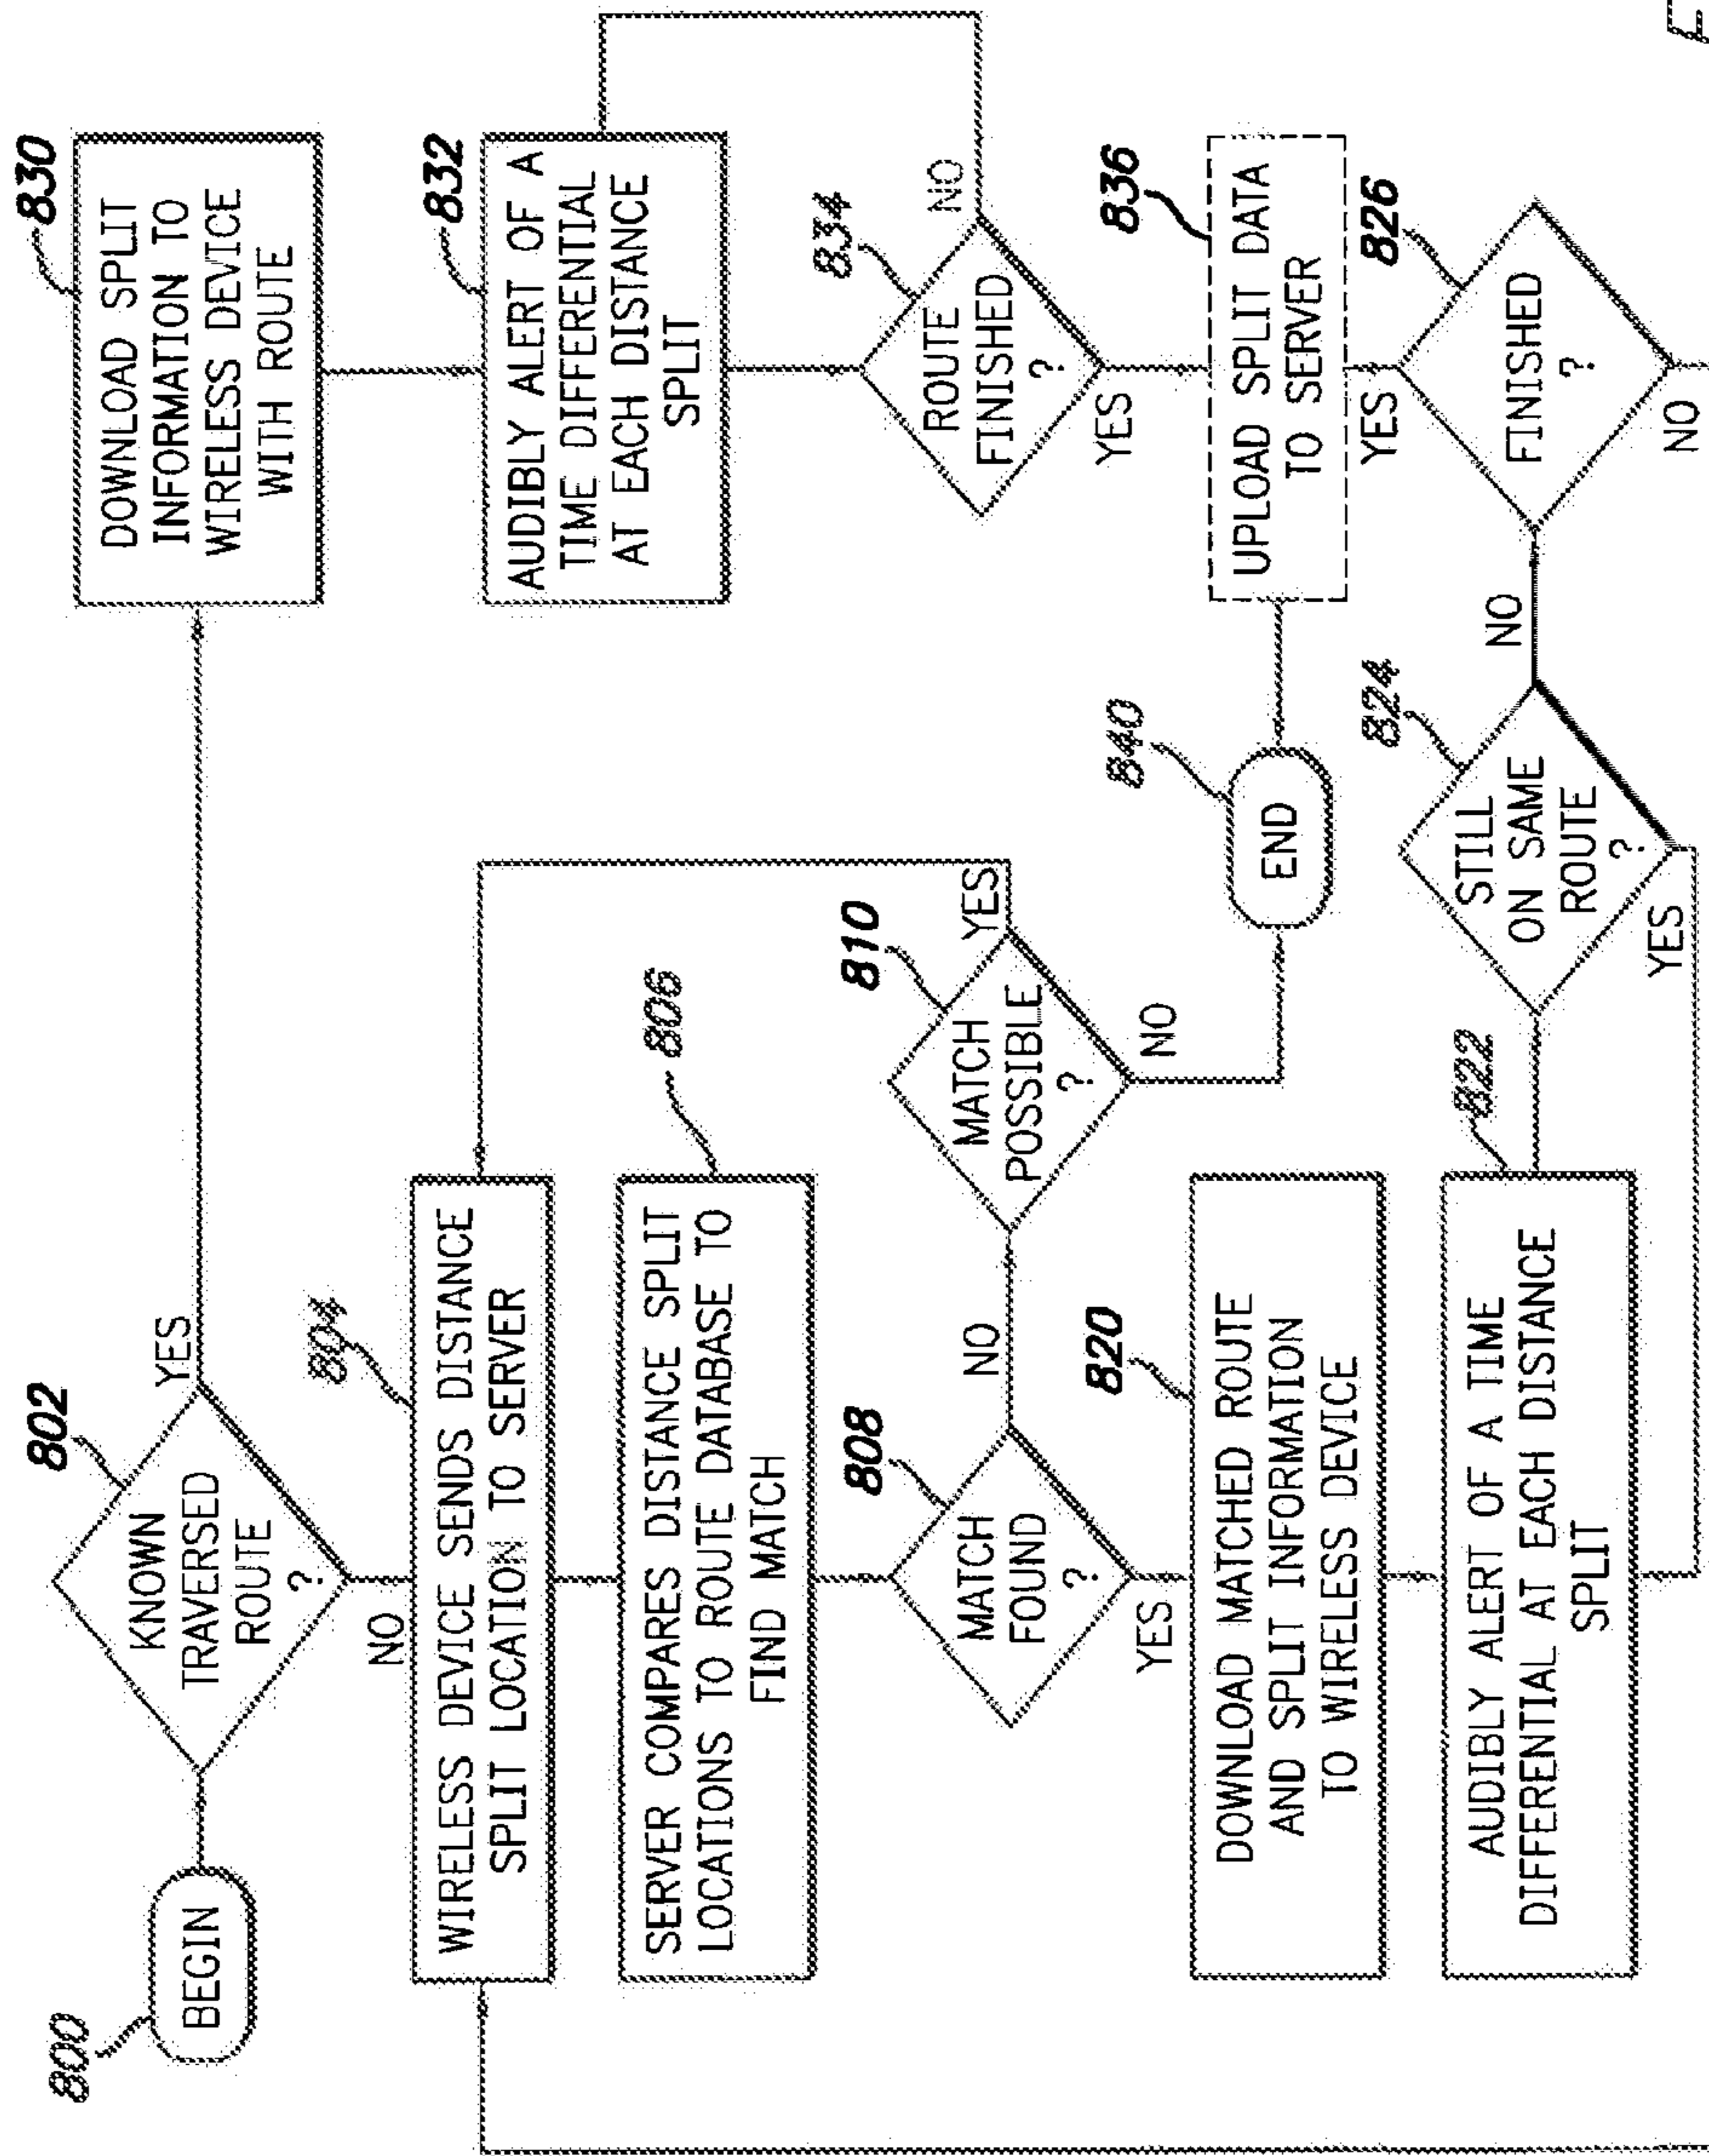 800
BEGIN
802
KNOWN
TRAVERSED
ROUTE
?
YES
NO
830
DOWNLOAD SPLIT
INFORMATION TO
WIRELESS DEVICE
WITH ROUTE
804
WIRELESS DEVICE SENDS DISTANCE
SPLIT LOCATION TO SERVER
832
AUDIBLY ALERT OF A
TIME DIFFERENTIAL
AT EACH DISTANCE
SPLIT
806
SERVER COMPARES DISTANCE SPLIT
LOCATIONS TO ROUTE DATABASE TO
FIND MATCH
808
MATCH
FOUND
?
NO
YES
810
MATCH
POSSIBLE
?
YES
NO
834
ROUTE
FINISHED
?
NO
YES
820
DOWNLOAD MATCHED ROUTE
AND SPLIT INFORMATION
TO WIRELESS DEVICE
840
END
836
UPLOAD SPLIT DATA
TO SERVER
822
AUDIBLY ALERT OF A TIME
DIFFERENTIAL AT EACH DISTANCE
SPLIT
824
STILL
ON SAME
ROUTE
?
NO
YES
826
FINISHED
?
YES
NO